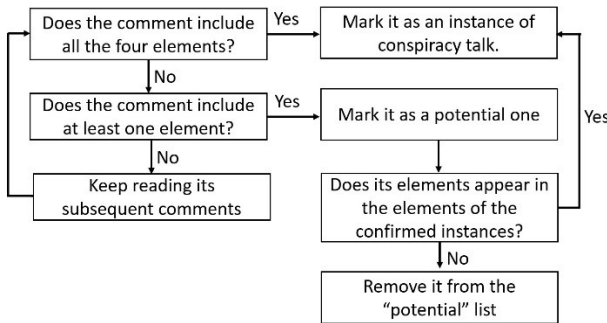 Does the comment include
all the four elements?
Yes
Mark it as an instance of
conspiracy talk.
No
Does the comment include
at least one element?
Yes
Mark it as a potential one
Yes
No
Keep reading its
subsequent comments
Does its elements appear in
the elements of the
confirmed instances?
No
Remove it from the
“potential” list